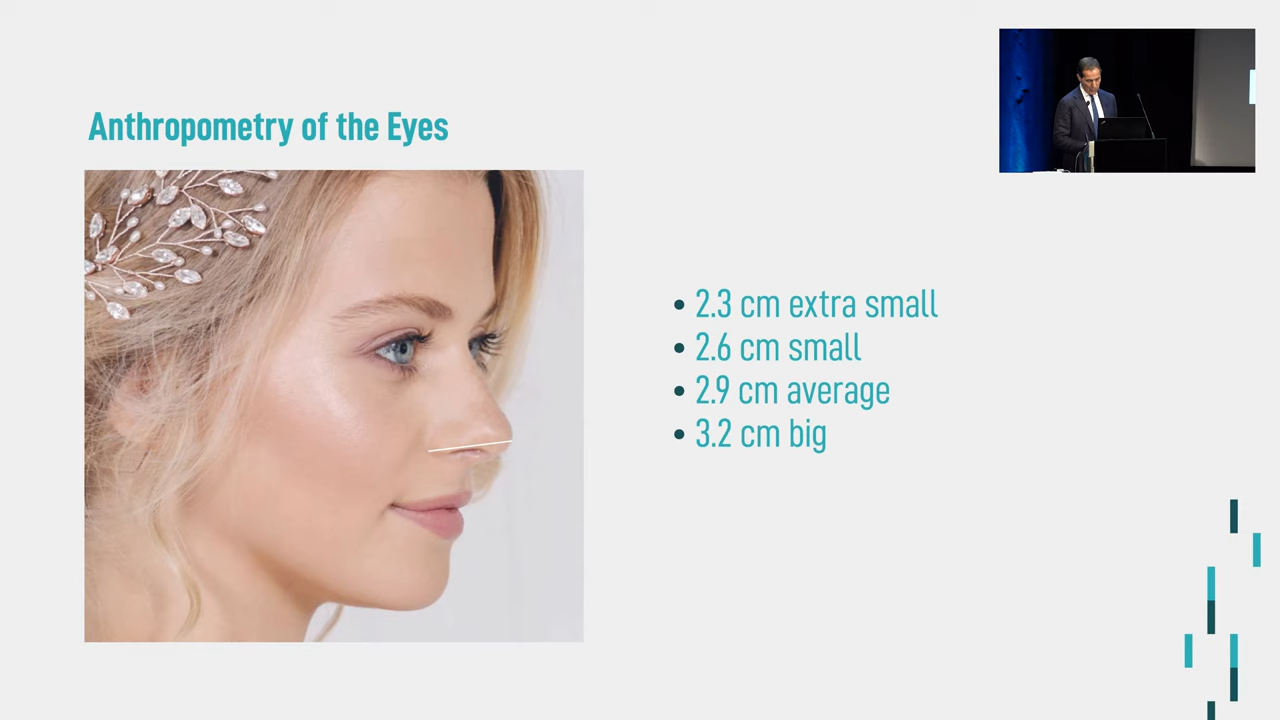 Anthropometry of the Eyes
• 2.3 cm extra small
• 2.6 cm small
• 2.9 cm average
• 3.2 cm big